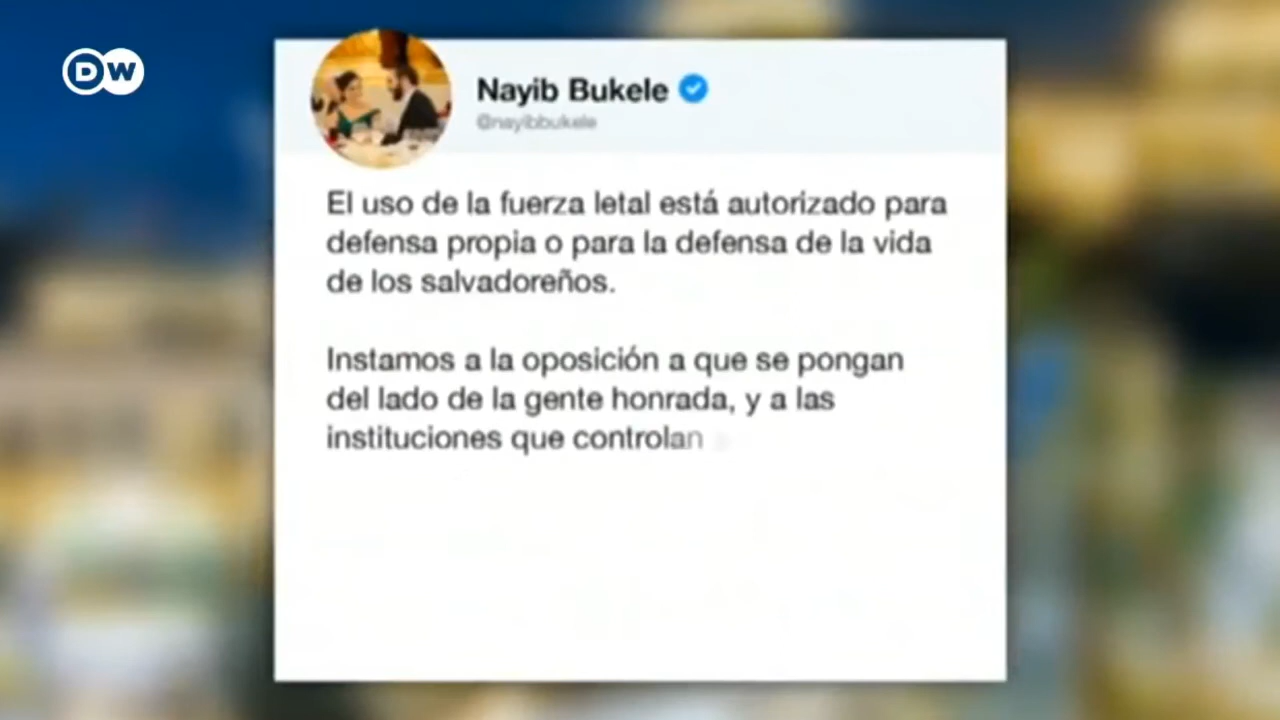 DW
Nayib Bukele
@nayibbukele
El uso de la fuerza letal está autorizado para
defensa propia o para la defensa de la vida
de los salvadoreños.
Instamos a la oposición a que se pongan
del lado de la gente honrada, y a las
instituciones que controlan